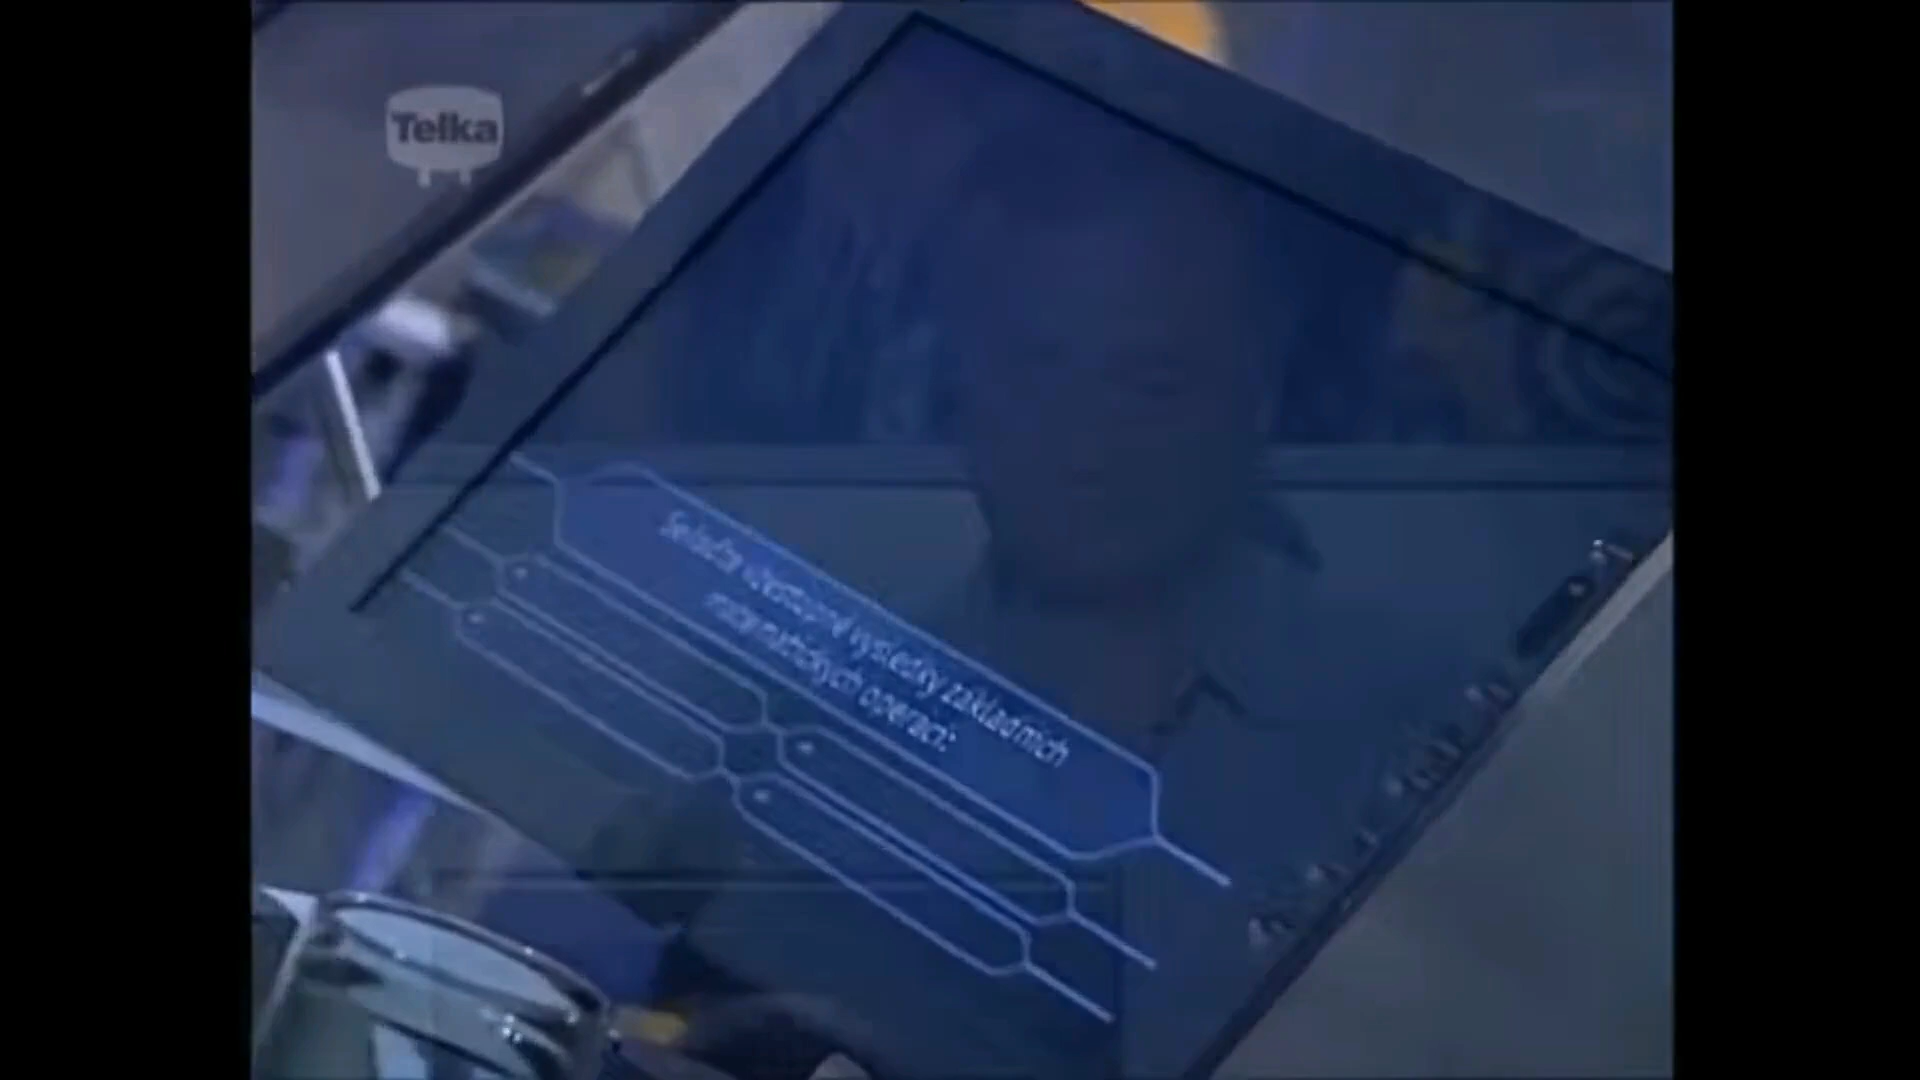 Telka
Seřaďte vzestupně výsledky základních
matematických operací: